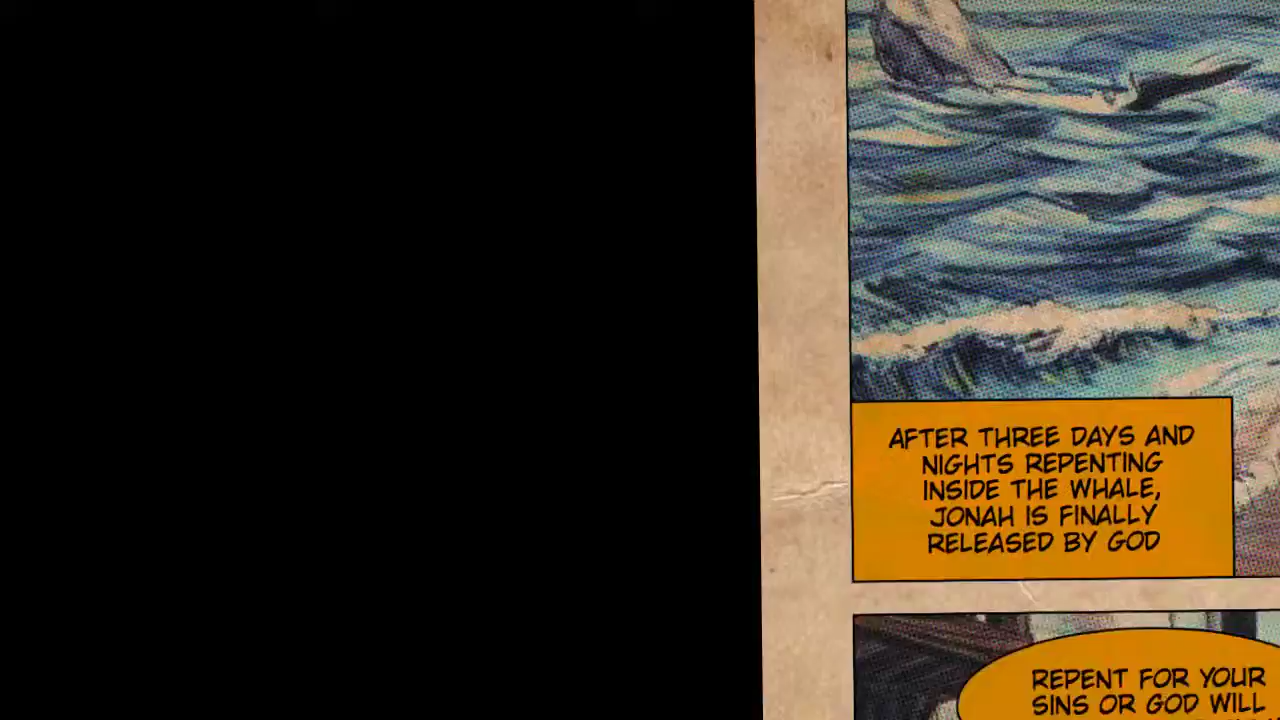 AFTER THREE DAYS AND
NIGHTS REPENTING
INSIDE THE WHALE,
JONAH IS FINALLY
RELEASED BY GOD
REPENT FOR YOUR
SINS OR GOD WILL